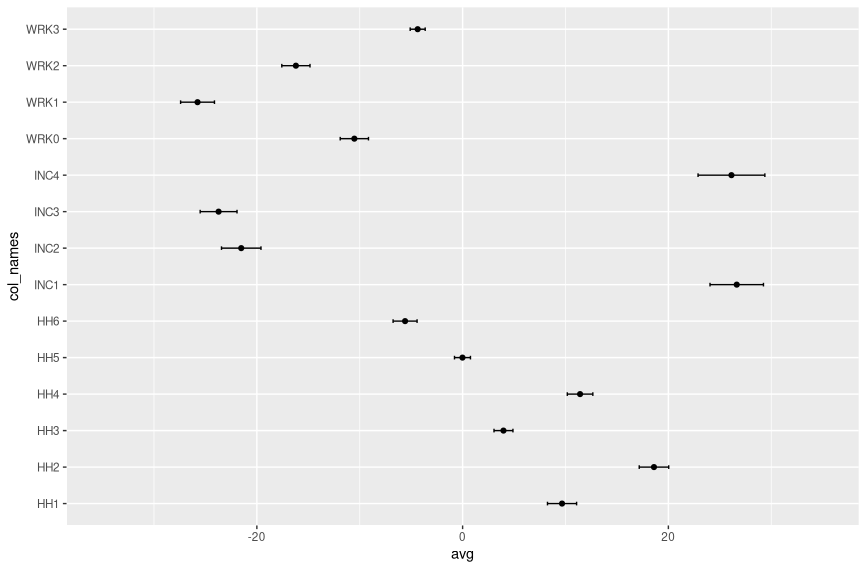 WRK3
WRK2
WRK1
WRK0
INC4
INC3
INC2
INC1
HH6
HH5
HH4
HH3
HH2
HH1
col_names
-20 0 20
avg